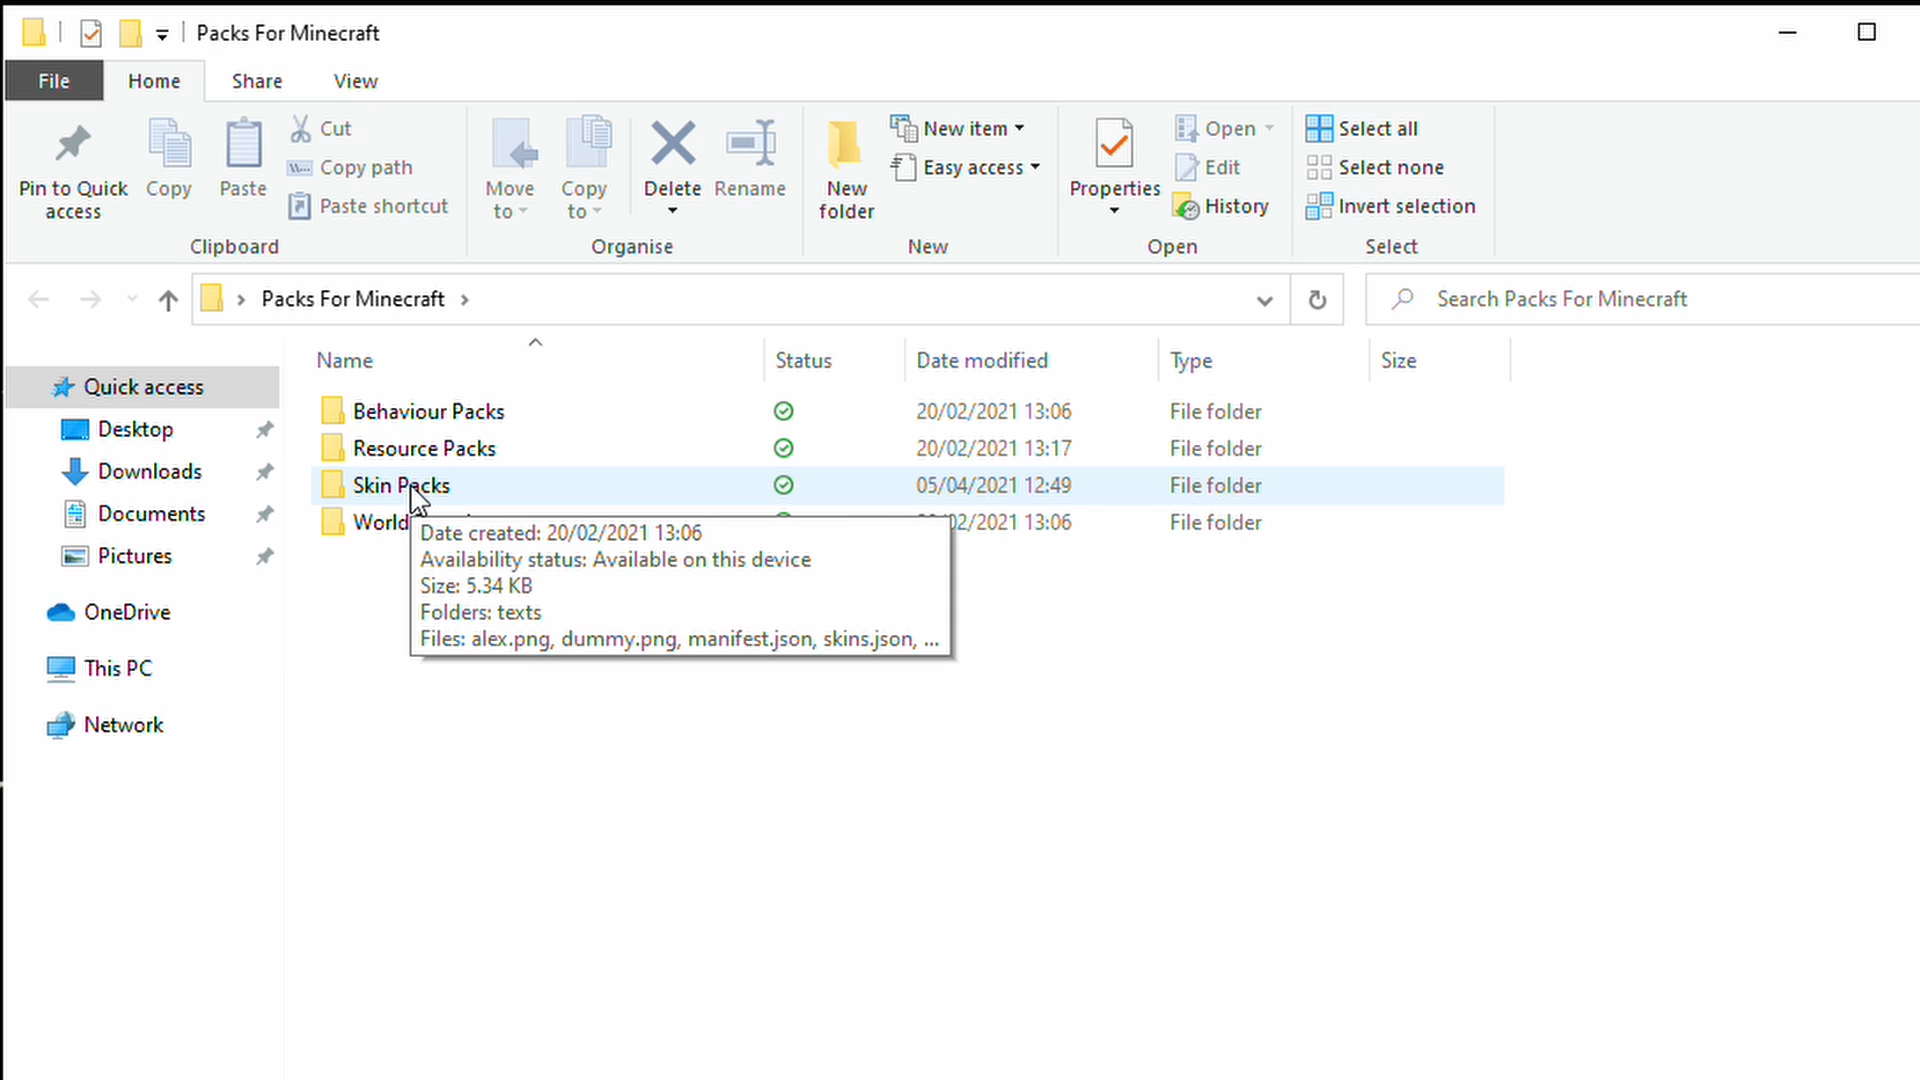 Packs For Minecraft
File Home Share View
Pin to Quick access
Copy
Paste
Cut
Copy path
Paste shortcut
Clipboard
Move to
Copy to
Delete
Rename
Organise
New folder
New item
Easy access
New
Properties
Open
Edit
History
Open
Select all
Select none
Invert selection
Select
Packs For Minecraft
Search Packs For Minecraft
Quick access
Desktop
Downloads
Documents
Pictures
OneDrive
This PC
Network
Name Status Date modified Type Size
Behaviour Packs 20/02/2021 13:06 File folder
Resource Packs 20/02/2021 13:17 File folder
Skin Packs 05/04/2021 12:49 File folder
World 02/2021 13:06 File folder
Date created: 20/02/2021 13:06
Availability status: Available on this device
Size: 5.34 KB
Folders: texts
Files: alex.png, dummy.png, manifest.json, skins.json, ...